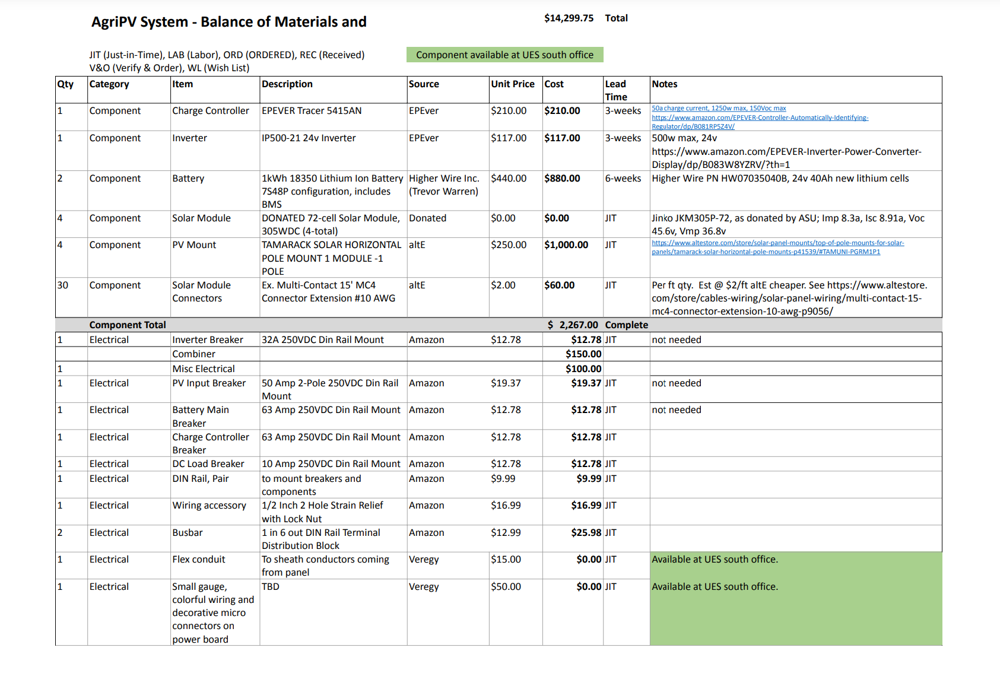 AgriPV System - Balance of Materials and
$14,299.75 Total
JIT (Just-in-Time), LAB (Labor), ORD (ORDERED), REC (Received)
Component available at UES south office
V&O (Verify & Order), WL (Wish List)
Qty Category Item Description Source Unit Price Cost Lead Time Notes
1 Component Charge Controller EPEVER Tracer 5415AN EPEver $210.00 $210.00 3-weeks 50a charge current, 1250w max, 150Voc max
https://www.amazon.com/EPEVER-Controller-Automatically-Identifying-
Regulator/dp/B081RP5Z4V/
1 Component Inverter IP500-21 24v Inverter EPEver $117.00 $117.00 3-weeks 500w max, 24v
https://www.amazon.com/EPEVER-Inverter-Power-Converter-
Display/dp/B083W8YZRV/?th=1
2 Component Battery 1kWh 18350 Lithium Ion Battery Higher Wire Inc. $440.00 $880.00 6-weeks Higher Wire PN HW07035040B, 24v 40Ah new lithium cells
7S48P configuration, includes (Trevor Warren)
BMS
4 Component Solar Module DONATED 72-cell Solar Module, Donated $0.00 $0.00 JIT Jinko JKM305P-72, as donated by ASU; Imp 8.3a, Isc 8.91a, Voc
305WDC (4-total) 45.6v, Vmp 36.8v
4 Component PV Mount TAMARACK SOLAR HORIZONTAL altE $250.00 $1,000.00 JIT https://www.altestore.com/store/solar-panel-mounts/top-of-pole-mounts-for-solar-
POLE MOUNT 1 MODULE -1 panels/tamarack-solar-horizontal-pole-mounts-p41539/#TAMUNI-PGRM1P1
POLE
30 Component Solar Module Ex. Multi-Contact 15' MC4 altE $2.00 $60.00 JIT Per ft qty. Est @ $2/ft altE cheaper. See https://www.altestore.
Connectors Connector Extension #10 AWG com/store/cables-wiring/solar-panel-wiring/multi-contact-15-
mc4-connector-extension-10-awg-p9056/
Component Total $ 2,267.00 Complete
1 Electrical Inverter Breaker 32A 250VDC Din Rail Mount Amazon $12.78 $12.78 JIT not needed
Combiner $150.00
1 Misc Electrical $100.00
1 Electrical PV Input Breaker 50 Amp 2-Pole 250VDC Din Rail Amazon $19.37 $19.37 JIT not needed
Mount
1 Electrical Battery Main 63 Amp 250VDC Din Rail Mount Amazon $12.78 $12.78 JIT not needed
Breaker
1 Electrical Charge Controller 63 Amp 250VDC Din Rail Mount Amazon $12.78 $12.78 JIT
Breaker
1 Electrical DC Load Breaker 10 Amp 250VDC Din Rail Mount Amazon $12.78 $12.78 JIT
1 Electrical DIN Rail, Pair to mount breakers and Amazon $9.99 $9.99 JIT
components
1 Electrical Wiring accessory 1/2 Inch 2 Hole Strain Relief Amazon $16.99 $16.99 JIT
with Lock Nut
2 Electrical Busbar 1 in 6 out DIN Rail Terminal Amazon $12.99 $25.98 JIT
Distribution Block
1 Electrical Flex conduit To sheath conductors coming Veregy $15.00 $0.00 JIT Available at UES south office.
from panel
1 Electrical Small gauge, TBD Veregy $50.00 $0.00 JIT Available at UES south office.
colorful wiring and
decorative micro
connectors on
power board